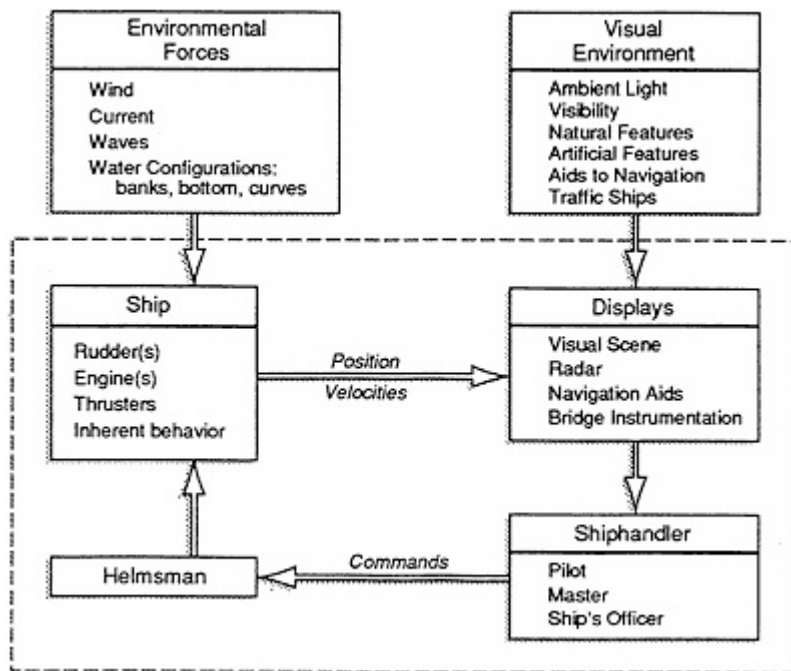 Environmental
Forces
Wind
Current
Waves
Water Configurations:
banks, bottom, curves
Visual
Environment
Ambient Light
Visibility
Natural Features
Artificial Features
Aids to Navigation
Traffic Ships
Ship
Rudder(s)
Engine(s)
Thrusters
Inherent behavior
Position
Velocities
Displays
Visual Scene
Radar
Navigation Aids
Bridge Instrumentation
Helmsman
Commands
Shiphandler
Pilot
Master
Ship's Officer